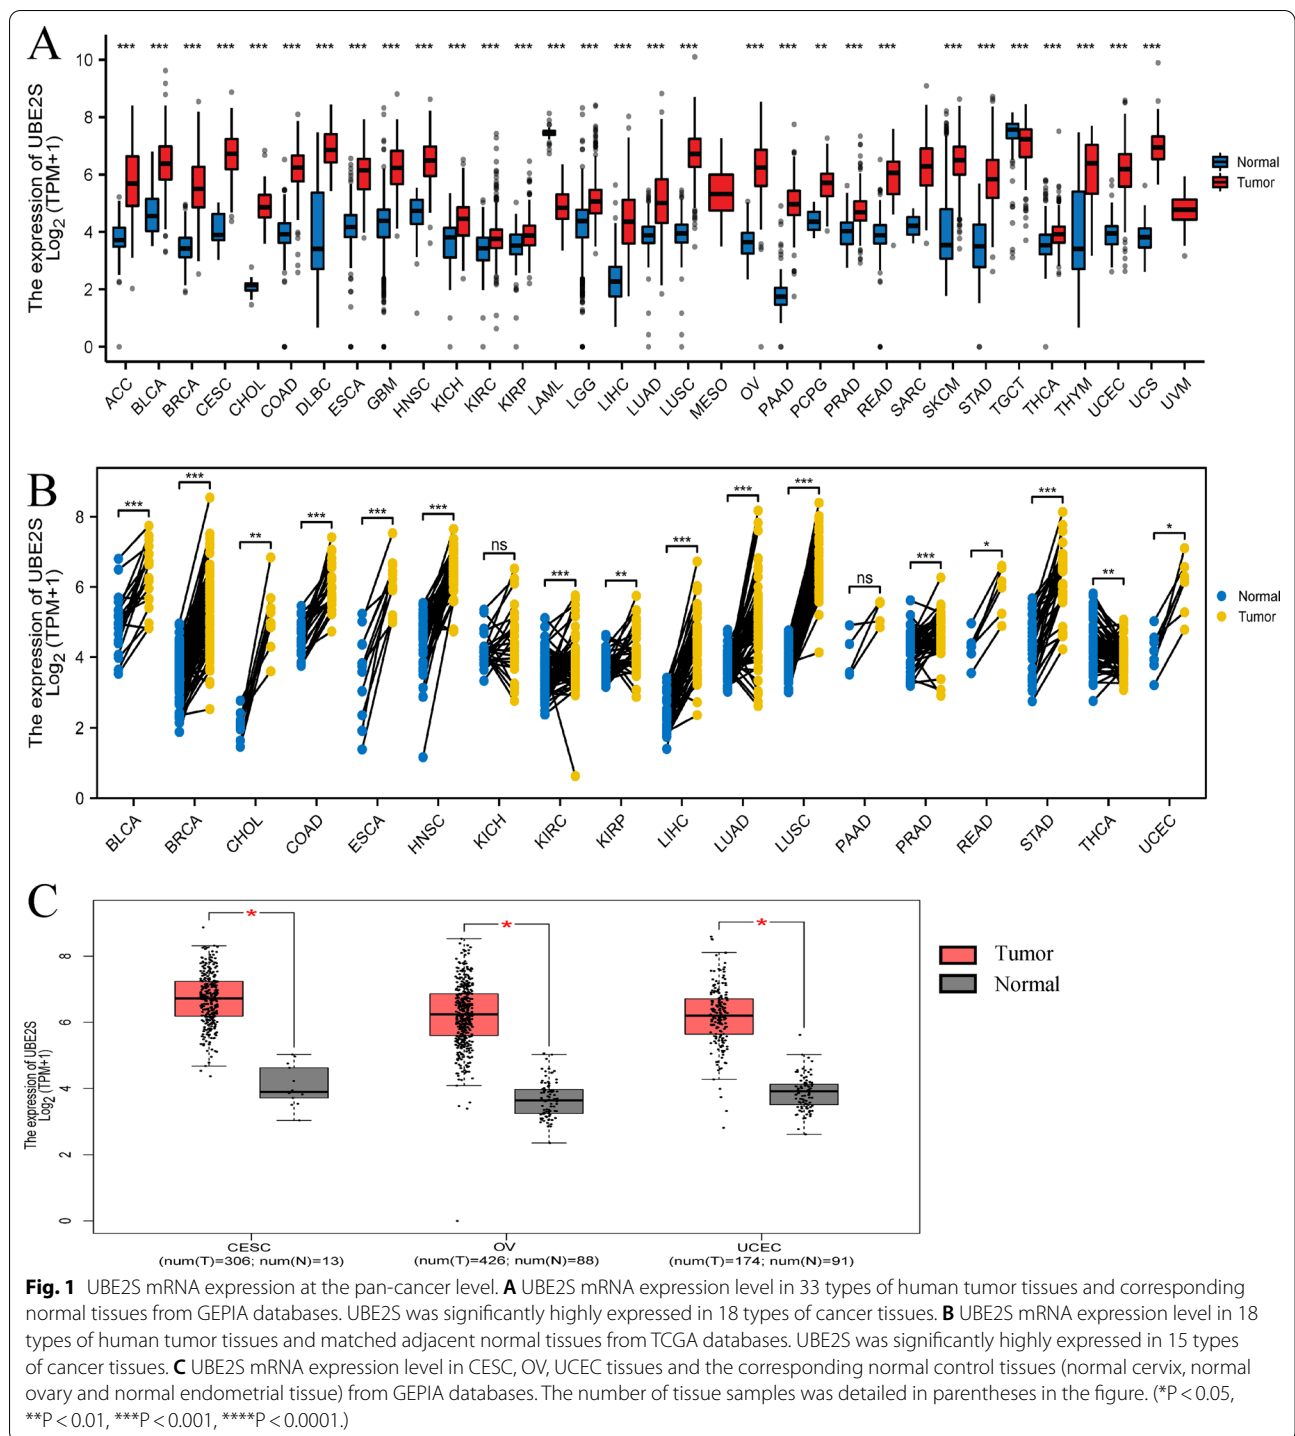 A
*** *** *** *** *** *** *** *** *** *** *** *** *** *** *** *** *** *** *** *** ** *** *** *** *** *** *** *** *** ***
The expression of UBE2S
Log2 (TPM+1)
10
8
6
4
2
0
Normal
Tumor
ACC BLCA BRCA CESC CHOL COAD DLBC ESCA GBM HNSC KICH KIRC KIRP LAML LGG LIHC LUAD LUSC MESO OV PAAD PCPG PRAD READ SARC SKCM STAD TGCT THCA THYM UCEC UCS UVM
B
*** *** ** *** *** *** ns *** ** *** *** *** ns *** * *** ** *
The expression of UBE2S
Log2 (TPM+1)
8
6
4
2
0
Normal
Tumor
BLCA BRCA CHOL COAD ESCA HNSC KICH KIRC KIRP LIHC LUAD LUSC PAAD PRAD READ STAD THCA UCEC
C
* * *
The expression of UBE2S
Log2 (TPM+1)
8
6
4
2
0
Tumor
Normal
CESC OV UCEC
(num(T)=306; num(N)=13) (num(T)=426; num(N)=88) (num(T)=174; num(N)=91)
Fig. 1 UBE2S mRNA expression at the pan-cancer level. A UBE2S mRNA expression level in 33 types of human tumor tissues and corresponding
normal tissues from GEPIA databases. UBE2S was significantly highly expressed in 18 types of cancer tissues. B UBE2S mRNA expression level in 18
types of human tumor tissues and matched adjacent normal tissues from TCGA databases. UBE2S was significantly highly expressed in 15 types
of cancer tissues. C UBE2S mRNA expression level in CESC, OV, UCEC tissues and the corresponding normal control tissues (normal cervix, normal
ovary and normal endometrial tissue) from GEPIA databases. The number of tissue samples was detailed in parentheses in the figure. (*P < 0.05,
**P < 0.01, ***P < 0.001, ****P < 0.0001.)